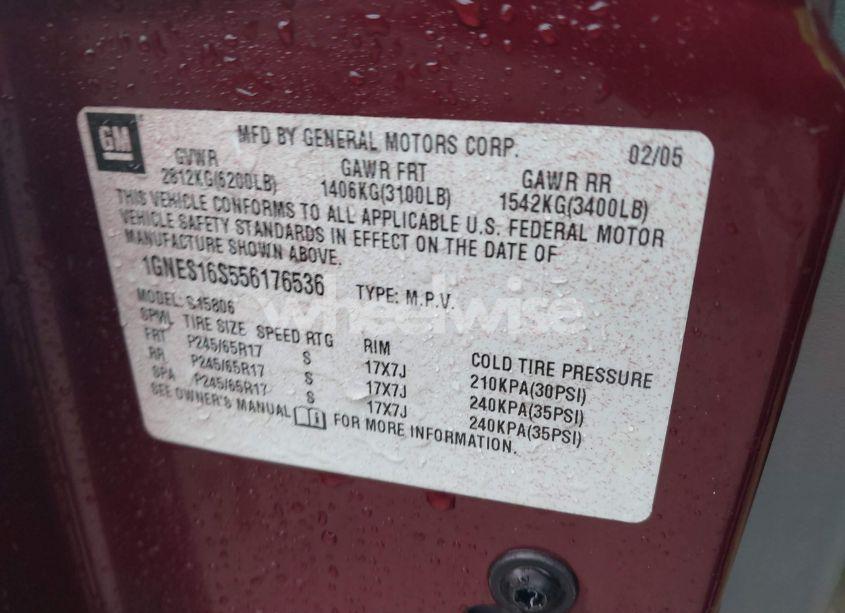 GM
MFD BY GENERAL MOTORS CORP. 02/05
GVWR GAWR FRT GAWR RR
2812KG(6200LB) 1406KG(3100LB) 1542KG(3400LB)
THIS VEHICLE CONFORMS TO ALL APPLICABLE U.S. FEDERAL MOTOR
VEHICLE SAFETY STANDARDS IN EFFECT ON THE DATE OF
MANUFACTURE SHOWN ABOVE.
1GNES16S556176536 TYPE: M.P.V.
MODEL: S15806
SPWL TIRE SIZE SPEED RTG RIM COLD TIRE PRESSURE
FRT P245/65R17 S 17X7J 210KPA(30PSI)
RR P245/65R17 S 17X7J 240KPA(35PSI)
SPA P245/65R17 S 17X7J 240KPA(35PSI)
SEE OWNER'S MANUAL FOR MORE INFORMATION.
wheelwise